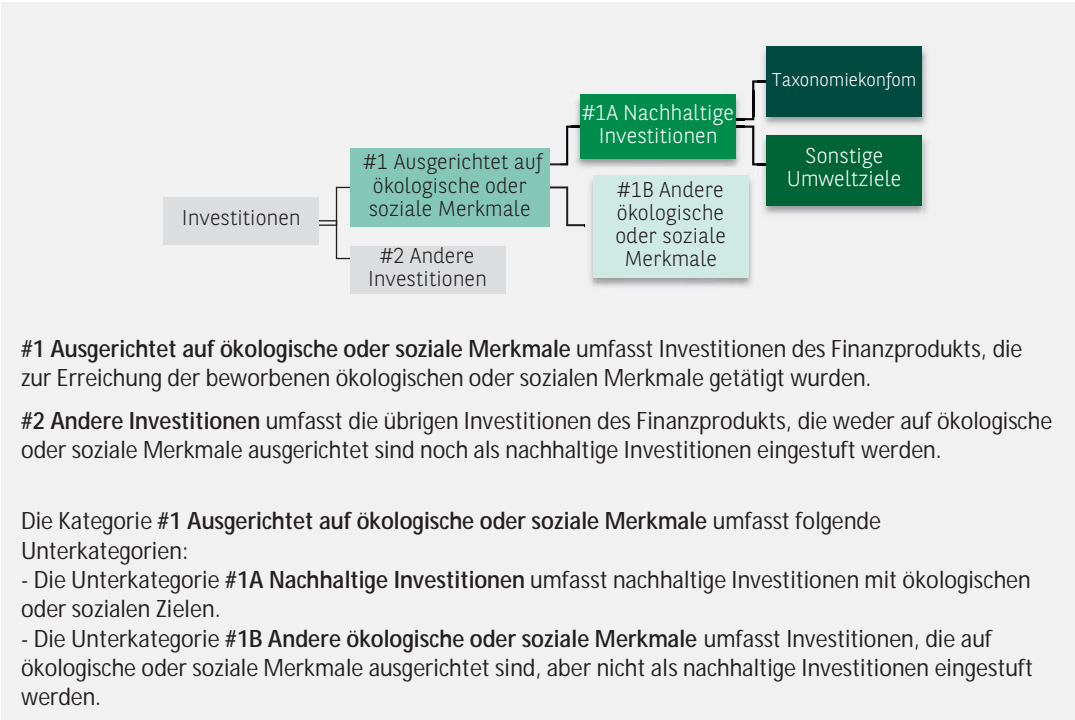 Taxonomiekonfom
#1A Nachhaltige
Investitionen
Sonstige
Umweltziele
#1 Ausgerichtet auf
ökologische oder
soziale Merkmale
#1B Andere
ökologische
oder soziale
Merkmale
Investitionen
#2 Andere
Investitionen
#1 Ausgerichtet auf ökologische oder soziale Merkmale umfasst Investitionen des Finanzprodukts, die
zur Erreichung der beworbenen ökologischen oder sozialen Merkmale getätigt wurden.
#2 Andere Investitionen umfasst die übrigen Investitionen des Finanzprodukts, die weder auf ökologische
oder soziale Merkmale ausgerichtet sind noch als nachhaltige Investitionen eingestuft werden.
Die Kategorie #1 Ausgerichtet auf ökologische oder soziale Merkmale umfasst folgende
Unterkategorien:
- Die Unterkategorie #1A Nachhaltige Investitionen umfasst nachhaltige Investitionen mit ökologischen
oder sozialen Zielen.
- Die Unterkategorie #1B Andere ökologische oder soziale Merkmale umfasst Investitionen, die auf
ökologische oder soziale Merkmale ausgerichtet sind, aber nicht als nachhaltige Investitionen eingestuft
werden.